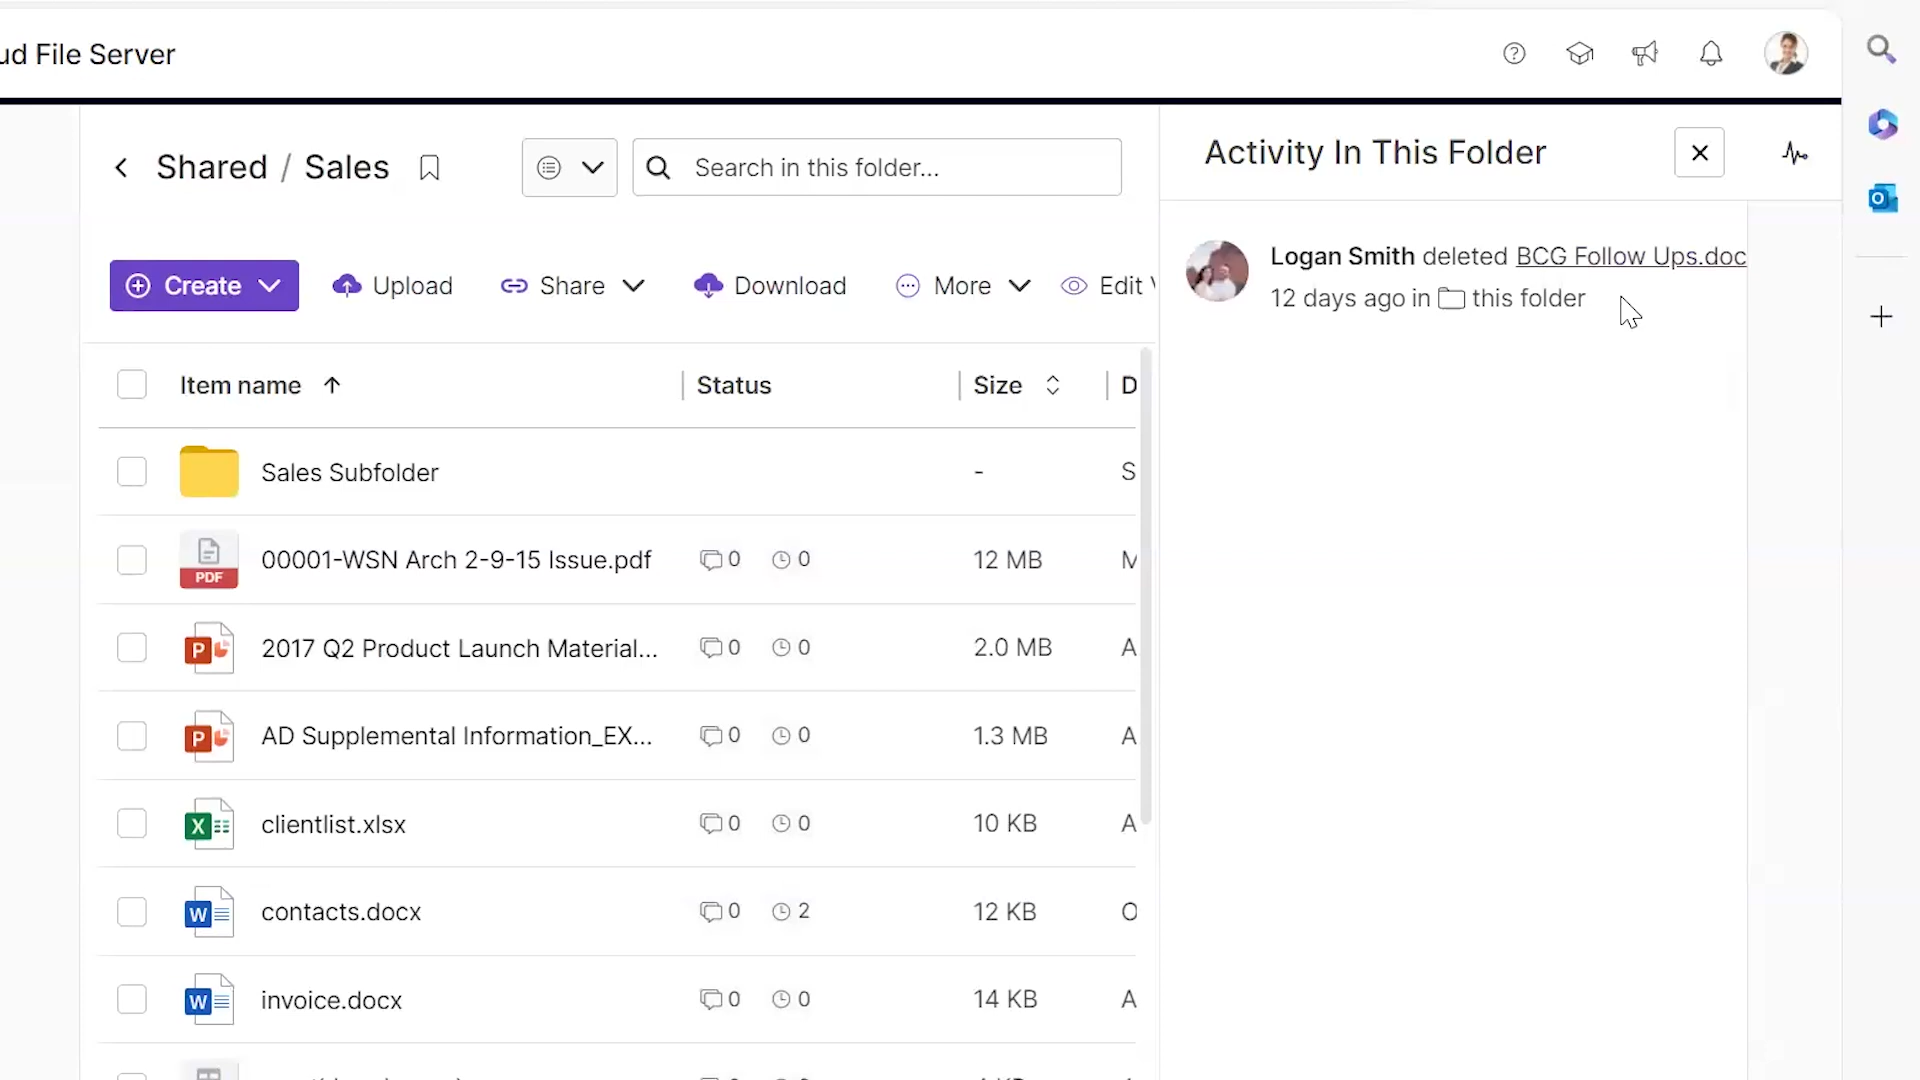 ud File Server
Shared / Sales
Search in this folder...
Activity In This Folder
Create
Upload
Share
Download
More
Edit
Logan Smith deleted BCG Follow Ups.doc
12 days ago in this folder
Item name
Status
Size
D
Sales Subfolder
-
S
PDF
00001-WSN Arch 2-9-15 Issue.pdf
0
0
12 MB
M
P
2017 Q2 Product Launch Material...
0
0
2.0 MB
A
P
AD Supplemental Information_EX...
0
0
1.3 MB
A
X
clientlist.xlsx
0
0
10 KB
A
W
contacts.docx
0
2
12 KB
O
W
invoice.docx
0
0
14 KB
A